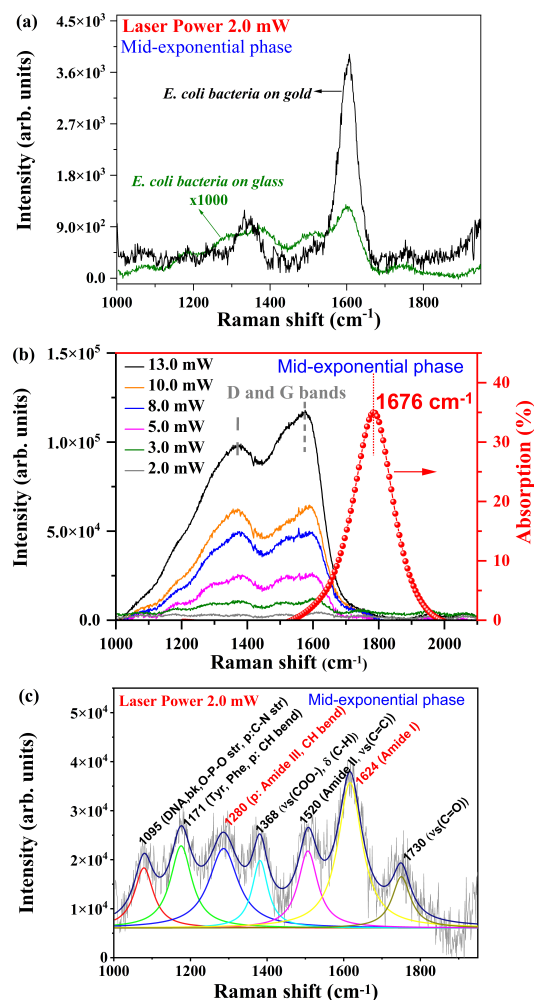 (a)
Laser Power 2.0 mW
Mid-exponential phase
4.5×10³
3.6×10³
2.7×10³
1.8×10³
9.0×10²
0.0
Intensity (arb. units)
E. coli bacteria on gold
E. coli bacteria on glass
x1000
1000 1200 1400 1600 1800
Raman shift (cm⁻¹)
(b)
1.5×10⁵
1.0×10⁵
5.0×10⁴
0.0
Intensity (arb. units)
13.0 mW
10.0 mW
8.0 mW
5.0 mW
3.0 mW
2.0 mW
Mid-exponential phase
D and G bands
1676 cm⁻¹
45
40
35
30
25
20
15
10
5
0
Absorption (%)
1000 1200 1400 1600 1800 2000
Raman shift (cm⁻¹)
(c)
Laser Power 2.0 mW
Mid-exponential phase
5×10⁴
4×10⁴
3×10⁴
2×10⁴
1×10⁴
0
Intensity (arb. units)
1095 (DNA,bk,O-P-O str, p:C-N str)
1171 (Tyr, Phe, p: CH bend)
1280 (p: Amide III, CH bend)
1368 (νs(COO-), δ (C-H))
1520 (Amide II, νs(C=C))
1624 (Amide I)
1730 (νs(C=O))
1000 1200 1400 1600 1800
Raman shift (cm⁻¹)